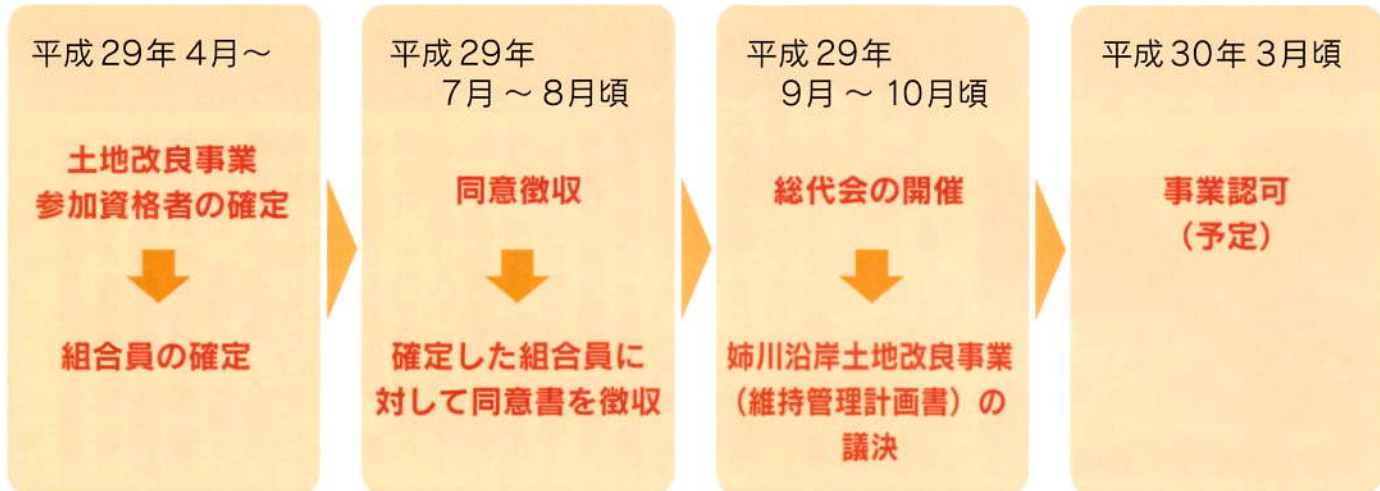 平成29年 4月～
土地改良事業
参加資格者の確定
組合員の確定
平成29年
7月～8月頃
同意徴収
確定した組合員に
対して同意書を徴収
平成29年
9月～10月頃
総代会の開催
姉川沿岸土地改良事業
（維持管理計画書）の
議決
平成30年 3月頃
事業認可
（予定）